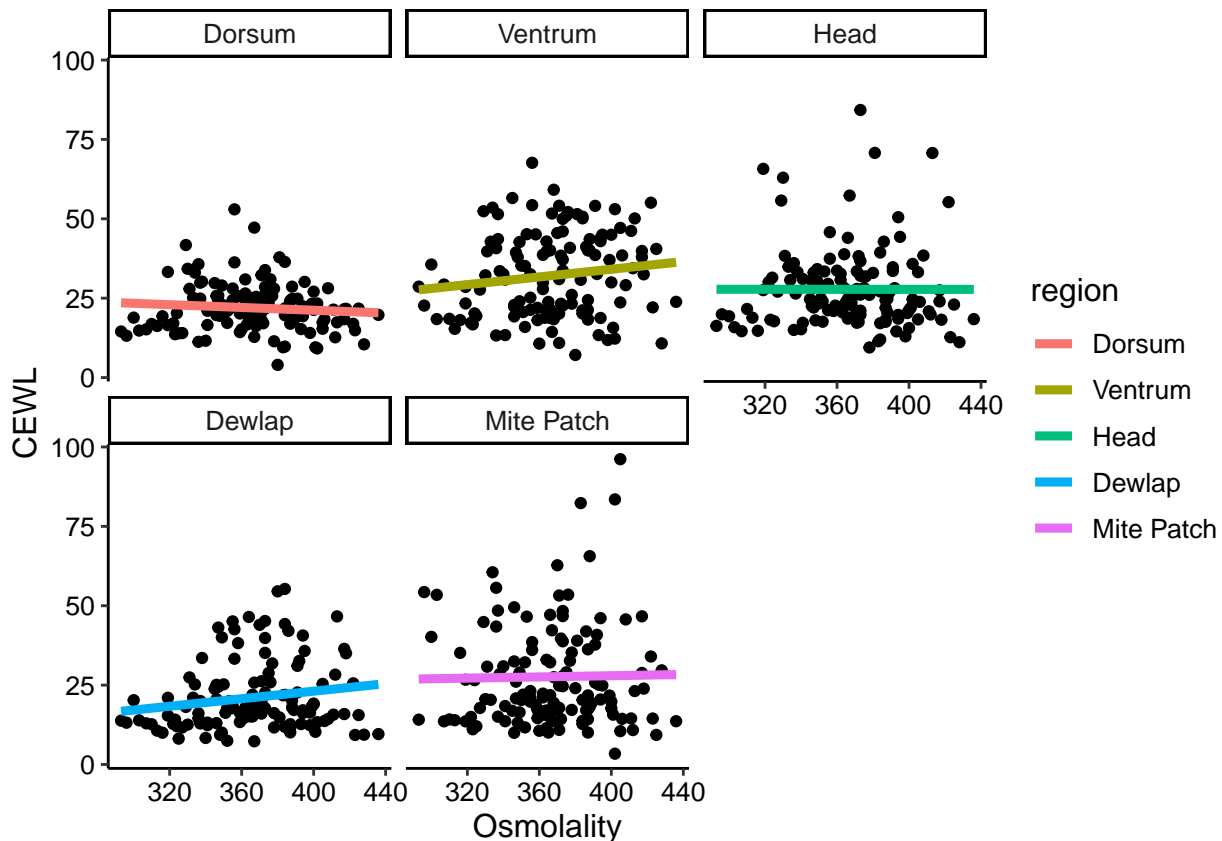 Dorsum Ventrum Head
100
75
50
25
0
CEWL
320 360 400 440
Dewlap Mite Patch
100
75
50
25
0
320 360 400 440 320 360 400 440
Osmolality
region
Dorsum
Ventrum
Head
Dewlap
Mite Patch